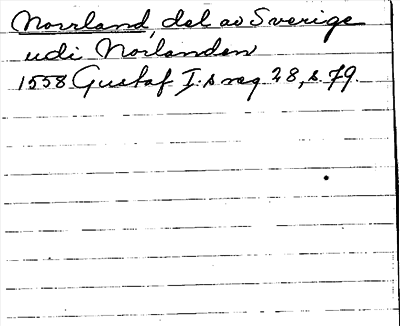 Norrland, del av Sverige
udi Norlanden
1558 Gustaf I:s reg 28, s. 79.